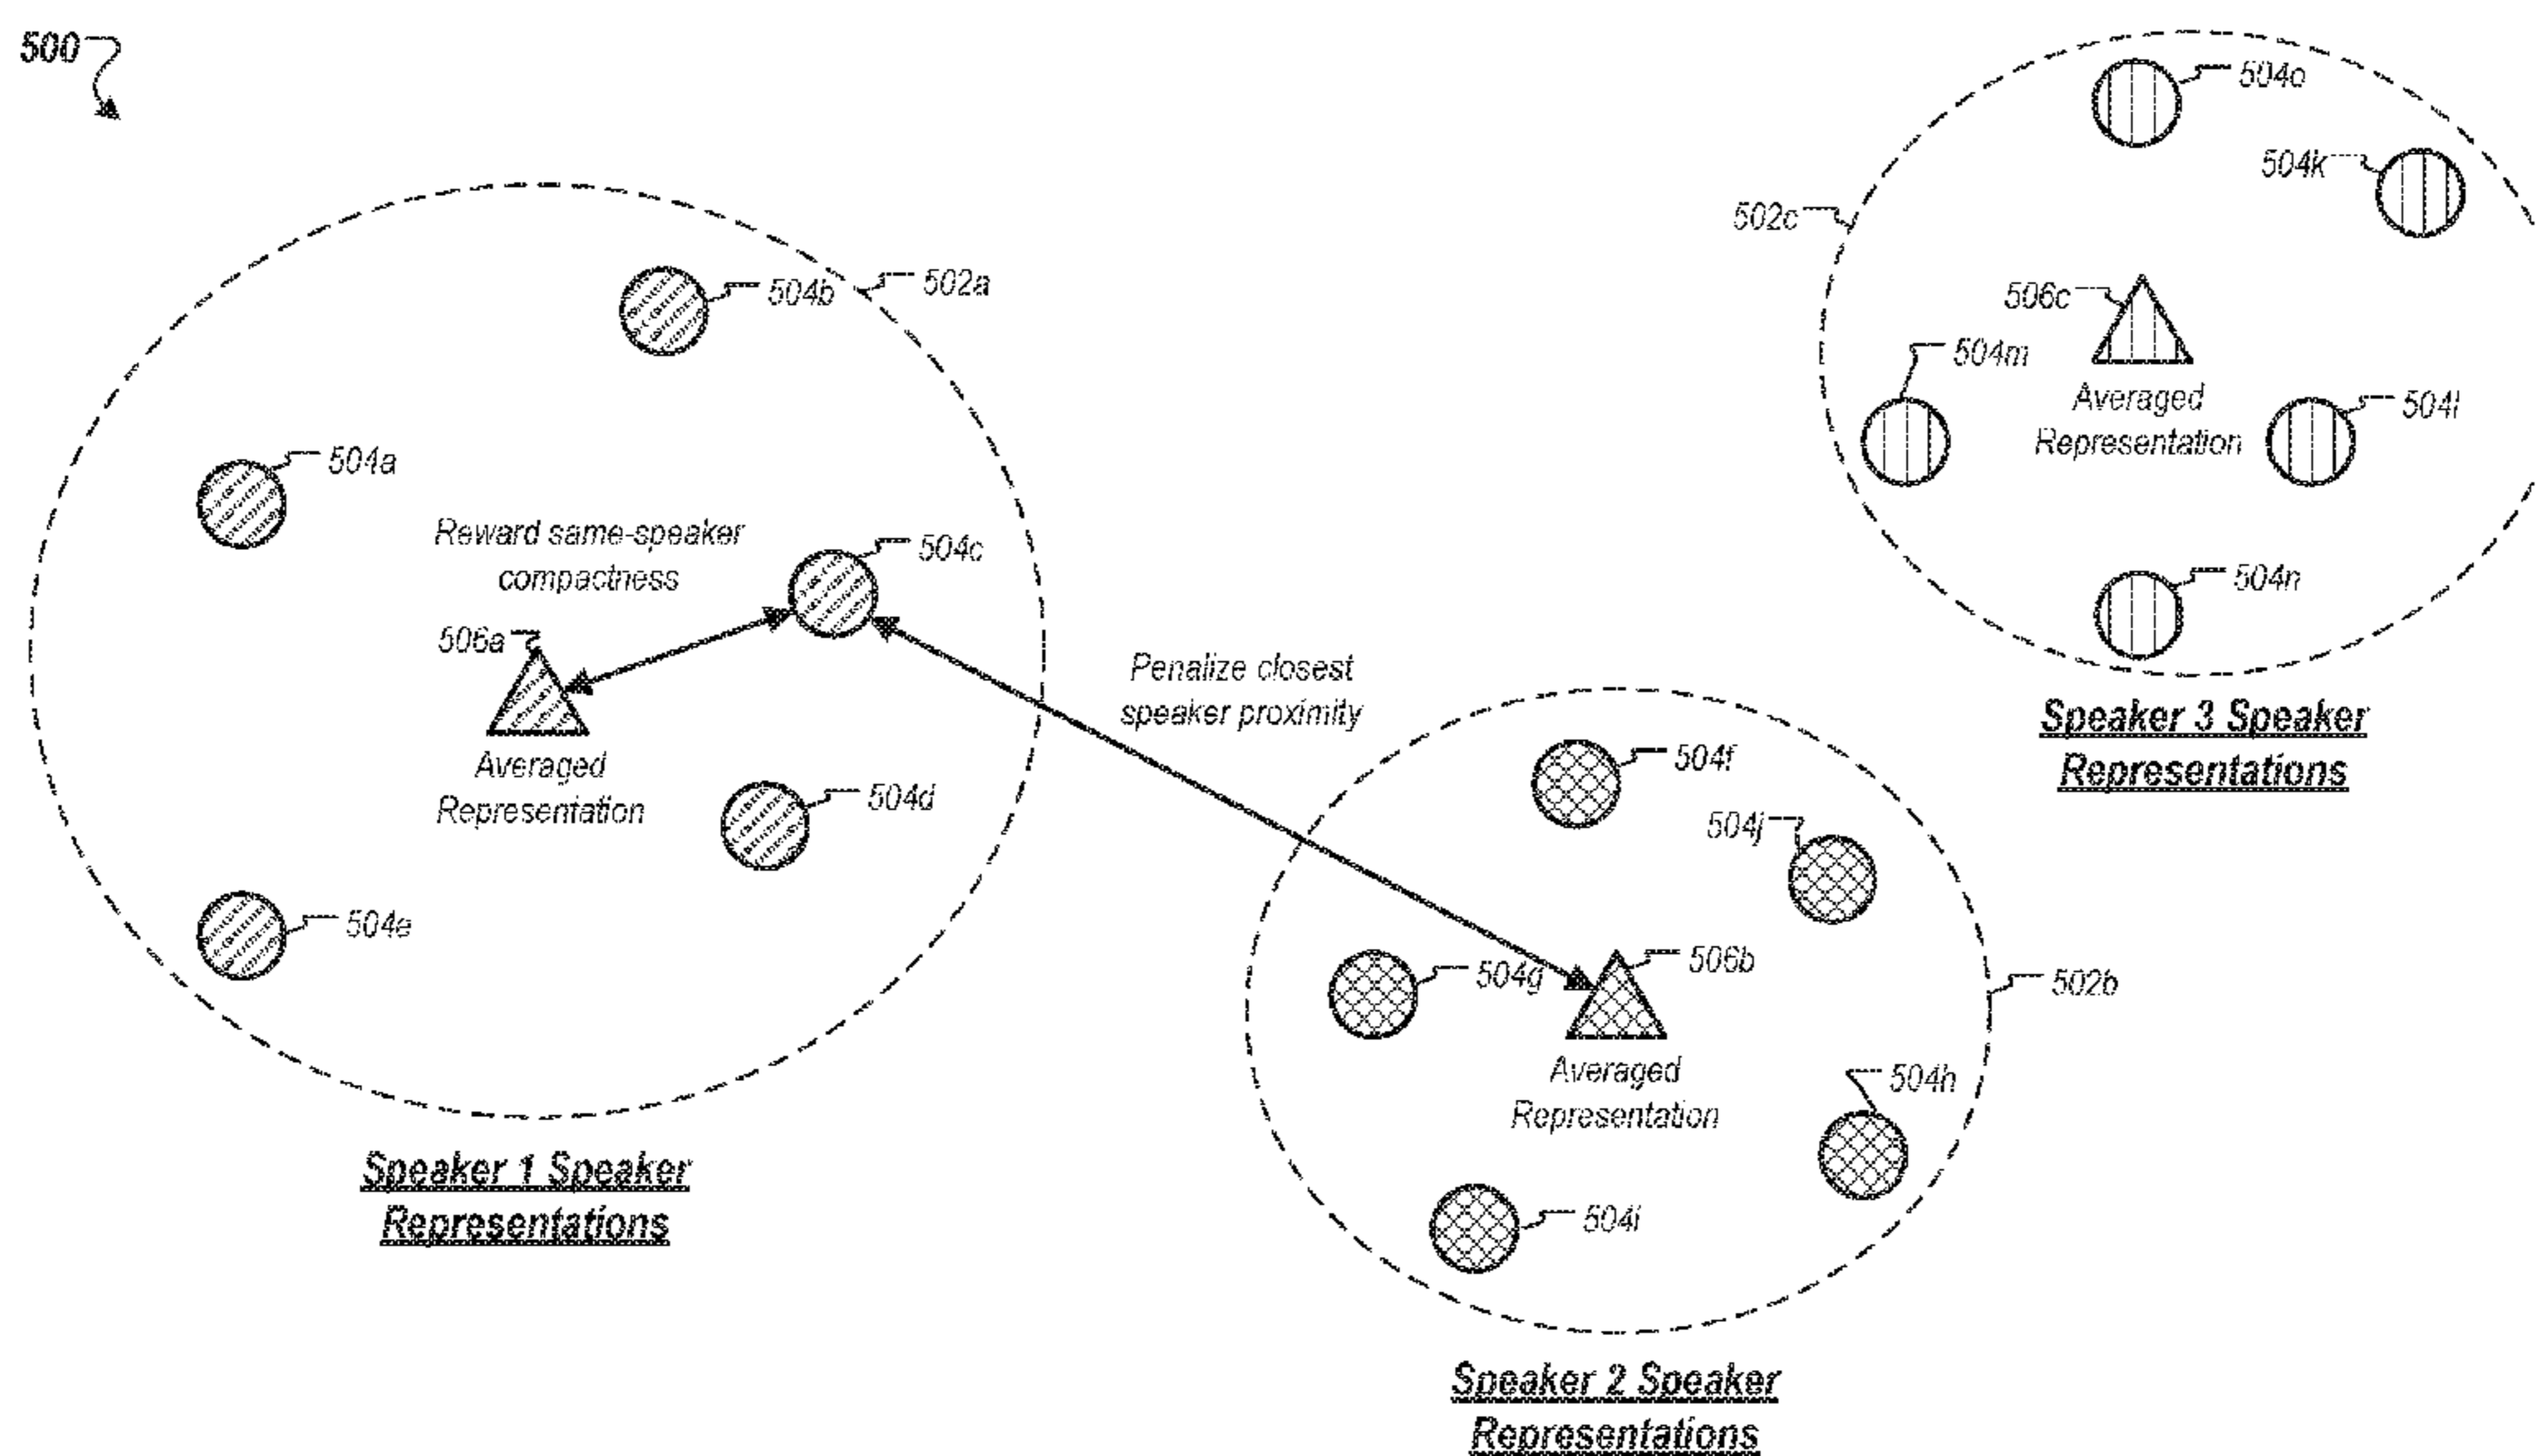 500
504o
504k
502c
506c
504m
Averaged
Representation
504l
504n
Speaker 3 Speaker
Representations
504b
502a
504a
Reward same-speaker
compactness
504c
506a
Averaged
Representation
504d
504e
Speaker 1 Speaker
Representations
Penalize closest
speaker proximity
504f
504j
504g
506b
502b
Averaged
Representation
504h
504i
Speaker 2 Speaker
Representations